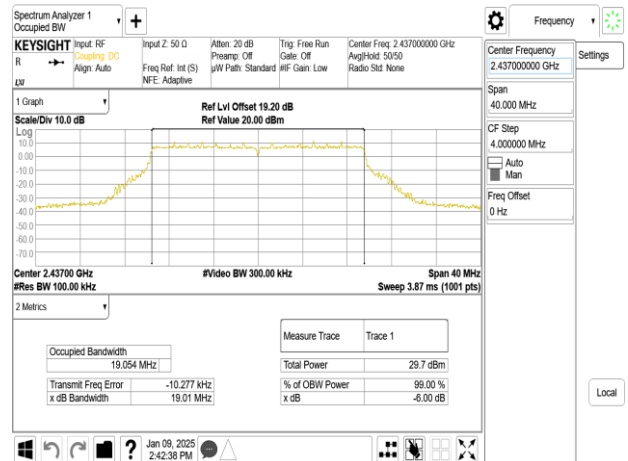 Spectrum Analyzer 1
Occupied BW
KEYSIGHT
R
LXI
Input: RF
Coupling: DC
Align: Auto
Input Z: 50 Ω
Freq Ref: Int (S)
NFE: Adaptive
Atten: 20 dB
Preamp: Off
µW Path: Standard
Trig: Free Run
Gate: Off
#IF Gain: Low
Center Freq: 2.437000000 GHz
Avg|Hold: 50/50
Radio Std: None
1 Graph
Scale/Div 10.0 dB
Ref Lvl Offset 19.20 dB
Ref Value 20.00 dBm
Log
10.0
0.00
-10.0
-20.0
-30.0
-40.0
-50.0
-60.0
-70.0
Center 2.43700 GHz
#Res BW 100.00 kHz
#Video BW 300.00 kHz
Span 40 MHz
Sweep 3.87 ms (1001 pts)
2 Metrics
Measure Trace Trace 1
Occupied Bandwidth
19.054 MHz
Total Power 29.7 dBm
Transmit Freq Error -10.277 kHz
% of OBW Power 99.00 %
x dB Bandwidth 19.01 MHz
x dB -6.00 dB
?
Jan 09, 2025
2:42:38 PM
Frequency
Settings
Center Frequency
2.437000000 GHz
Span
40.000 MHz
CF Step
4.000000 MHz
Auto
Man
Freq Offset
0 Hz
Local